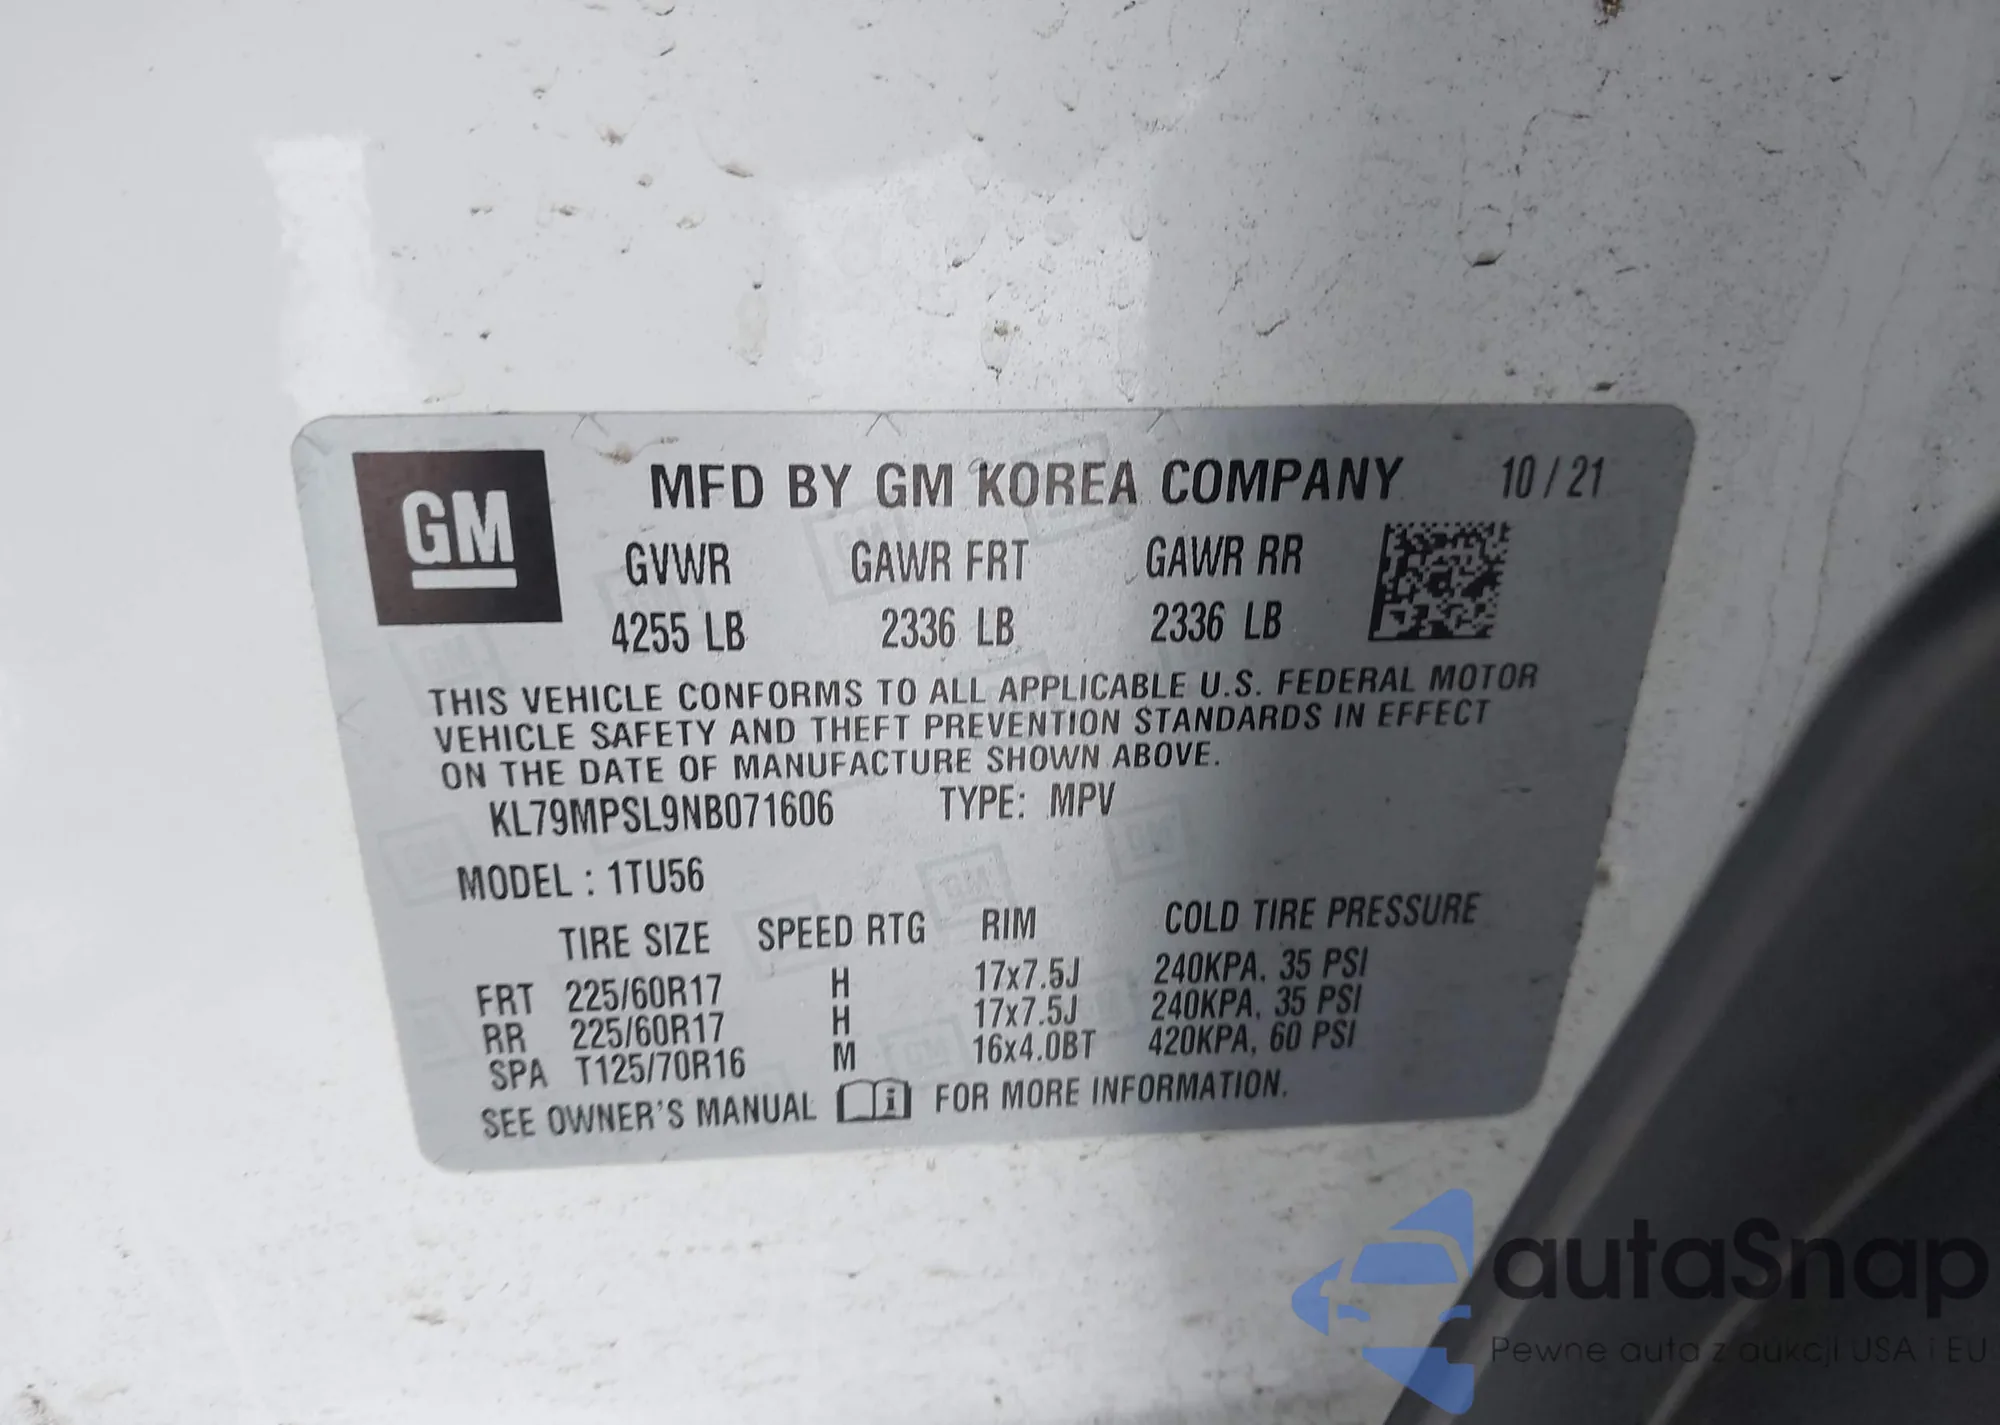 GM
MFD BY GM KOREA COMPANY 10 / 21
GVWR GAWR FRT GAWR RR
4255 LB 2336 LB 2336 LB
THIS VEHICLE CONFORMS TO ALL APPLICABLE U.S. FEDERAL MOTOR
VEHICLE SAFETY AND THEFT PREVENTION STANDARDS IN EFFECT
ON THE DATE OF MANUFACTURE SHOWN ABOVE.
KL79MPSL9NB071606 TYPE: MPV
MODEL : 1TU56
TIRE SIZE SPEED RTG RIM COLD TIRE PRESSURE
FRT 225/60R17 H 17x7.5J 240KPA. 35 PSI
RR 225/60R17 H 17x7.5J 240KPA, 35 PSI
SPA T125/70R16 M 16x4.0BT 420KPA, 60 PSI
SEE OWNER'S MANUAL i FOR MORE INFORMATION.
autaSnap
Pewne auta z aukcji USA i EU